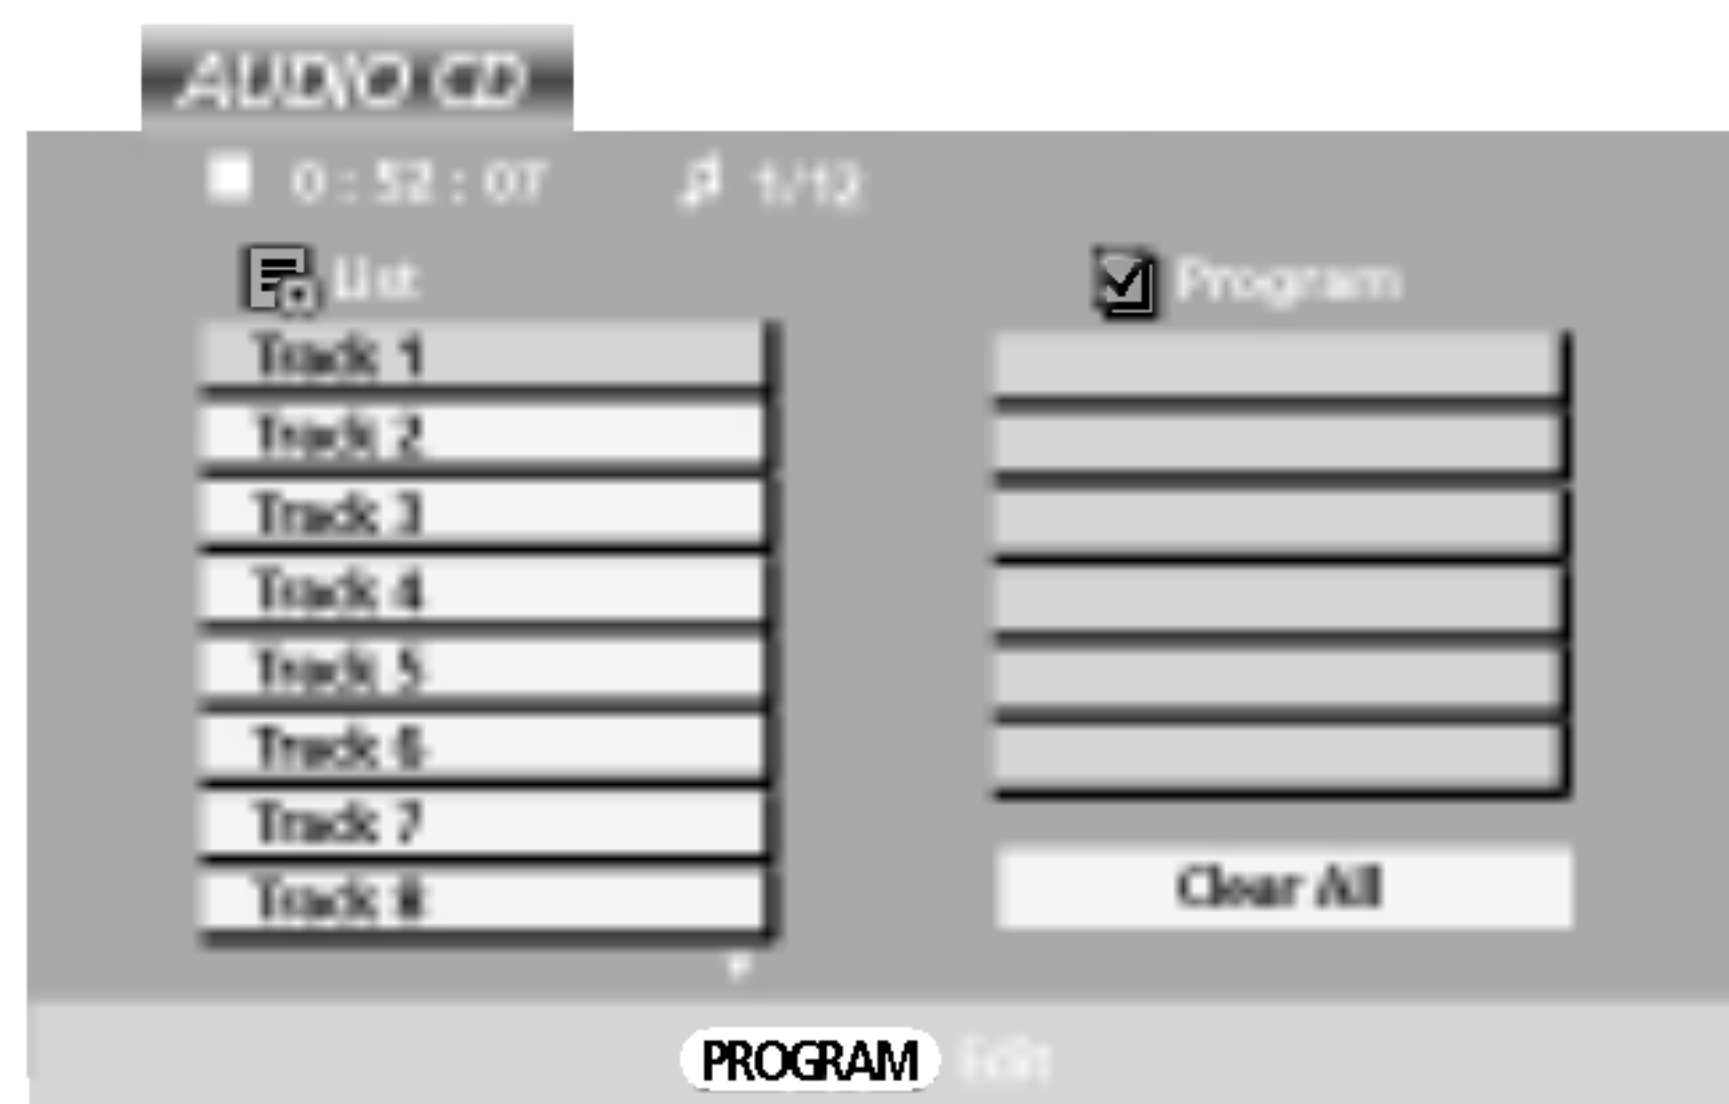 AUDIO CD
0 : 52 : 07 1/12
List
Program
Track 1
Track 2
Track 3
Track 4
Track 5
Track 6
Track 7
Track 8
Clear All
PROGRAM Edit